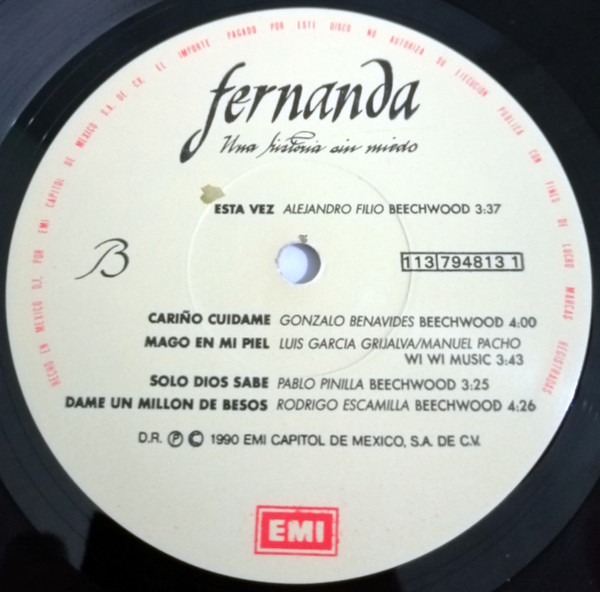 HECHO EN MEXICO D.F. POR EMI CAPITOL DE MEXICO S.A. DE C.V. EL IMPORTE PAGADO POR ESTE DISCO NO AUTORIZA SU EJECUCION PUBLICA CON FINES DE LUCRO MARCAS REGISTRADAS
fernanda
Una historia sin miedo
ESTA VEZ ALEJANDRO FILIO BEECHWOOD 3:37
B
113 794813 1
CARIÑO CUIDAME GONZALO BENAVIDES BEECHWOOD 4:00
MAGO EN MI PIEL LUIS GARCIA GRIJALVA/MANUEL PACHO
WI WI MUSIC 3:43
SOLO DIOS SABE PABLO PINILLA BEECHWOOD 3:25
DAME UN MILLON DE BESOS RODRIGO ESCAMILLA BEECHWOOD 4:26
D.R. Ⓟ © 1990 EMI CAPITOL DE MEXICO, S.A. DE C.V.
EMI